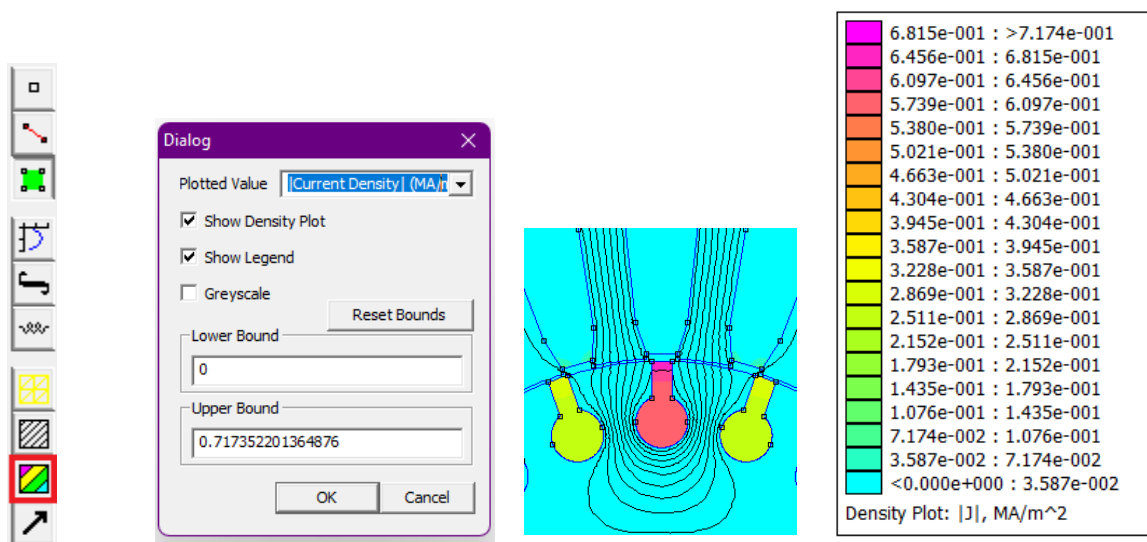 Dialog
Plotted Value |Current Density| (MA/m
Show Density Plot
Show Legend
Greyscale
Reset Bounds
Lower Bound
0
Upper Bound
0.717352201364876
OK Cancel
6.815e-001 : >7.174e-001
6.456e-001 : 6.815e-001
6.097e-001 : 6.456e-001
5.739e-001 : 6.097e-001
5.380e-001 : 5.739e-001
5.021e-001 : 5.380e-001
4.663e-001 : 5.021e-001
4.304e-001 : 4.663e-001
3.945e-001 : 4.304e-001
3.587e-001 : 3.945e-001
3.228e-001 : 3.587e-001
2.869e-001 : 3.228e-001
2.511e-001 : 2.869e-001
2.152e-001 : 2.511e-001
1.793e-001 : 2.152e-001
1.435e-001 : 1.793e-001
1.076e-001 : 1.435e-001
7.174e-002 : 1.076e-001
3.587e-002 : 7.174e-002
<0.000e+000 : 3.587e-002
Density Plot: |J|, MA/m^2